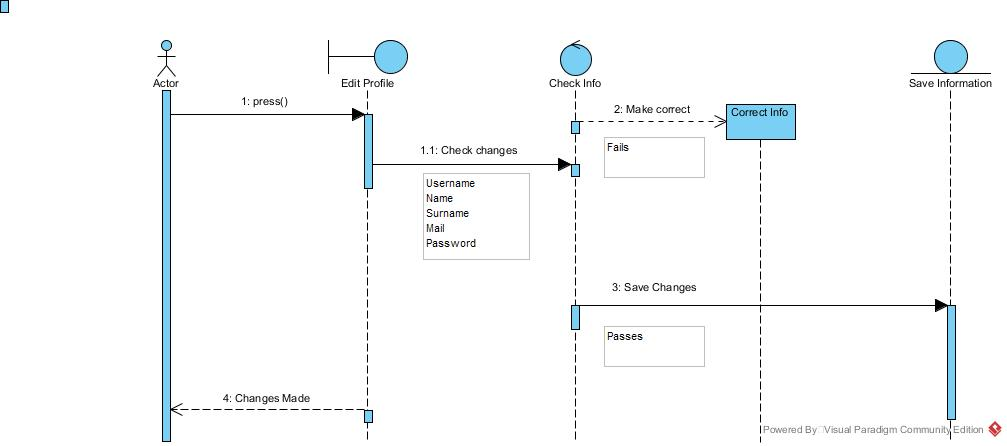 Actor
Edit Profile
Check Info
Save Information
1: press()
2: Make correct
Correct Info
Fails
1.1: Check changes
Username
Name
Surname
Mail
Password
3: Save Changes
Passes
4: Changes Made
Powered By Visual Paradigm Community Edition